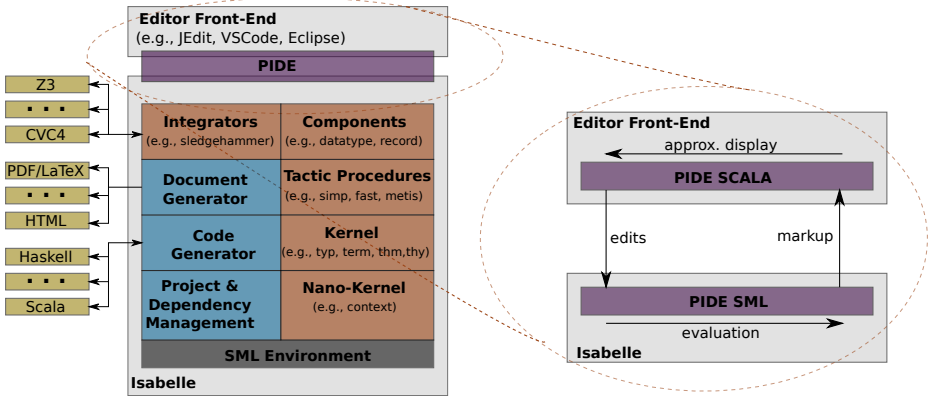 Editor Front-End
(e.g., JEdit, VSCode, Eclipse)
PIDE
Z3
...
CVC4
PDF/LaTeX
...
HTML
Haskell
...
Scala
Integrators
(e.g., sledgehammer)
Components
(e.g., datatype, record)
Document
Generator
Tactic Procedures
(e.g., simp, fast, metis)
Code
Generator
Kernel
(e.g., typ, term, thm,thy)
Project &
Dependency
Management
Nano-Kernel
(e.g., context)
SML Environment
Isabelle
Editor Front-End
approx. display
PIDE SCALA
edits
markup
PIDE SML
evaluation
Isabelle